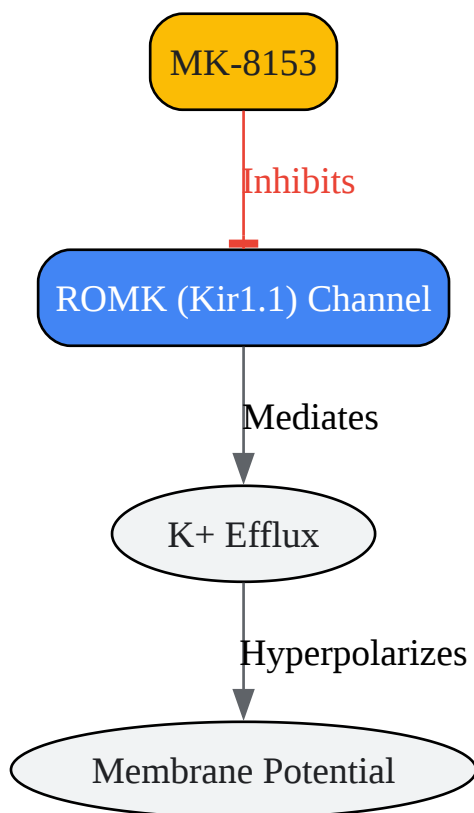 MK-8153
Inhibits
ROMK (Kir1.1) Channel
Mediates
K+ Efflux
Hyperpolarizes
Membrane Potential